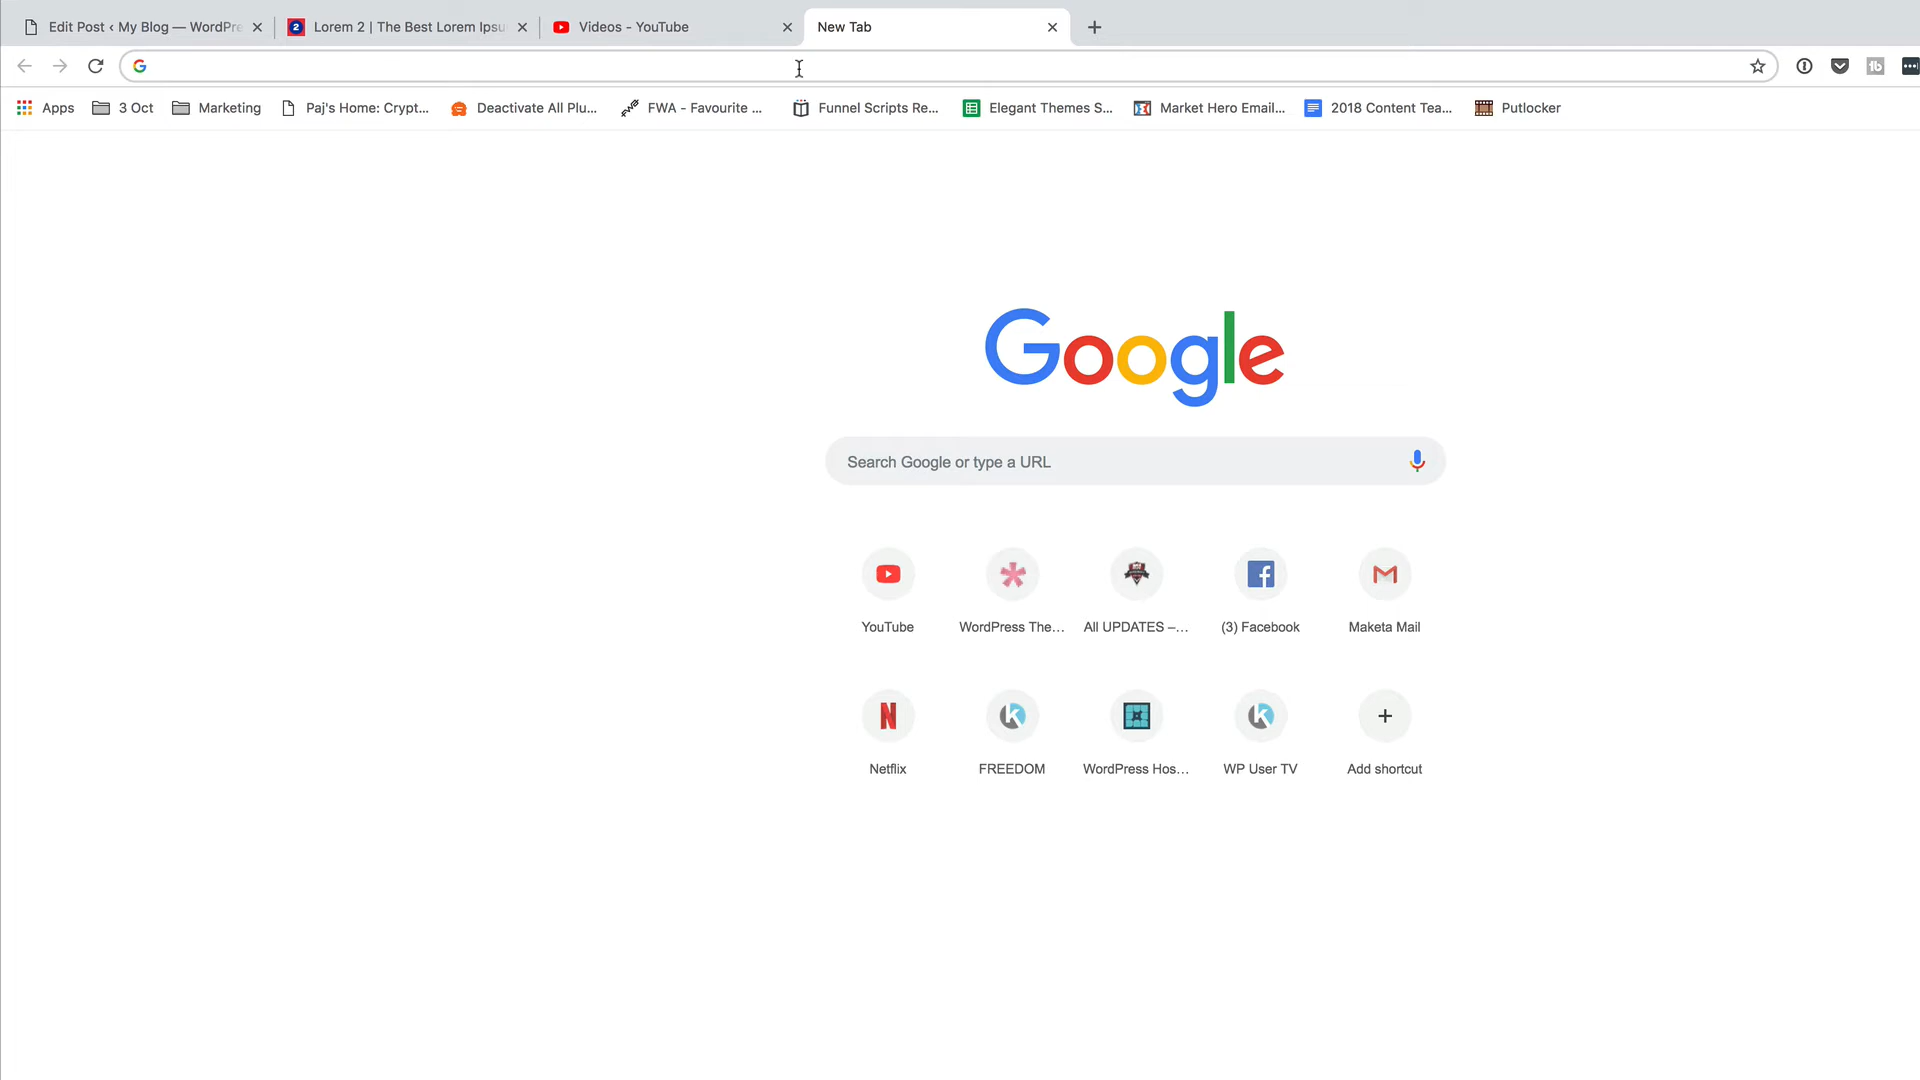 Edit Post ‹ My Blog — WordPre
Lorem 2 | The Best Lorem Ipsu
Videos - YouTube
New Tab
Apps
3 Oct
Marketing
Paj's Home: Crypt...
Deactivate All Plu...
FWA - Favourite ...
Funnel Scripts Re...
Elegant Themes S...
Market Hero Email...
2018 Content Tea...
Putlocker
Google
Search Google or type a URL
YouTube
WordPress The...
All UPDATES –...
(3) Facebook
Maketa Mail
Netflix
FREEDOM
WordPress Hos...
WP User TV
Add shortcut